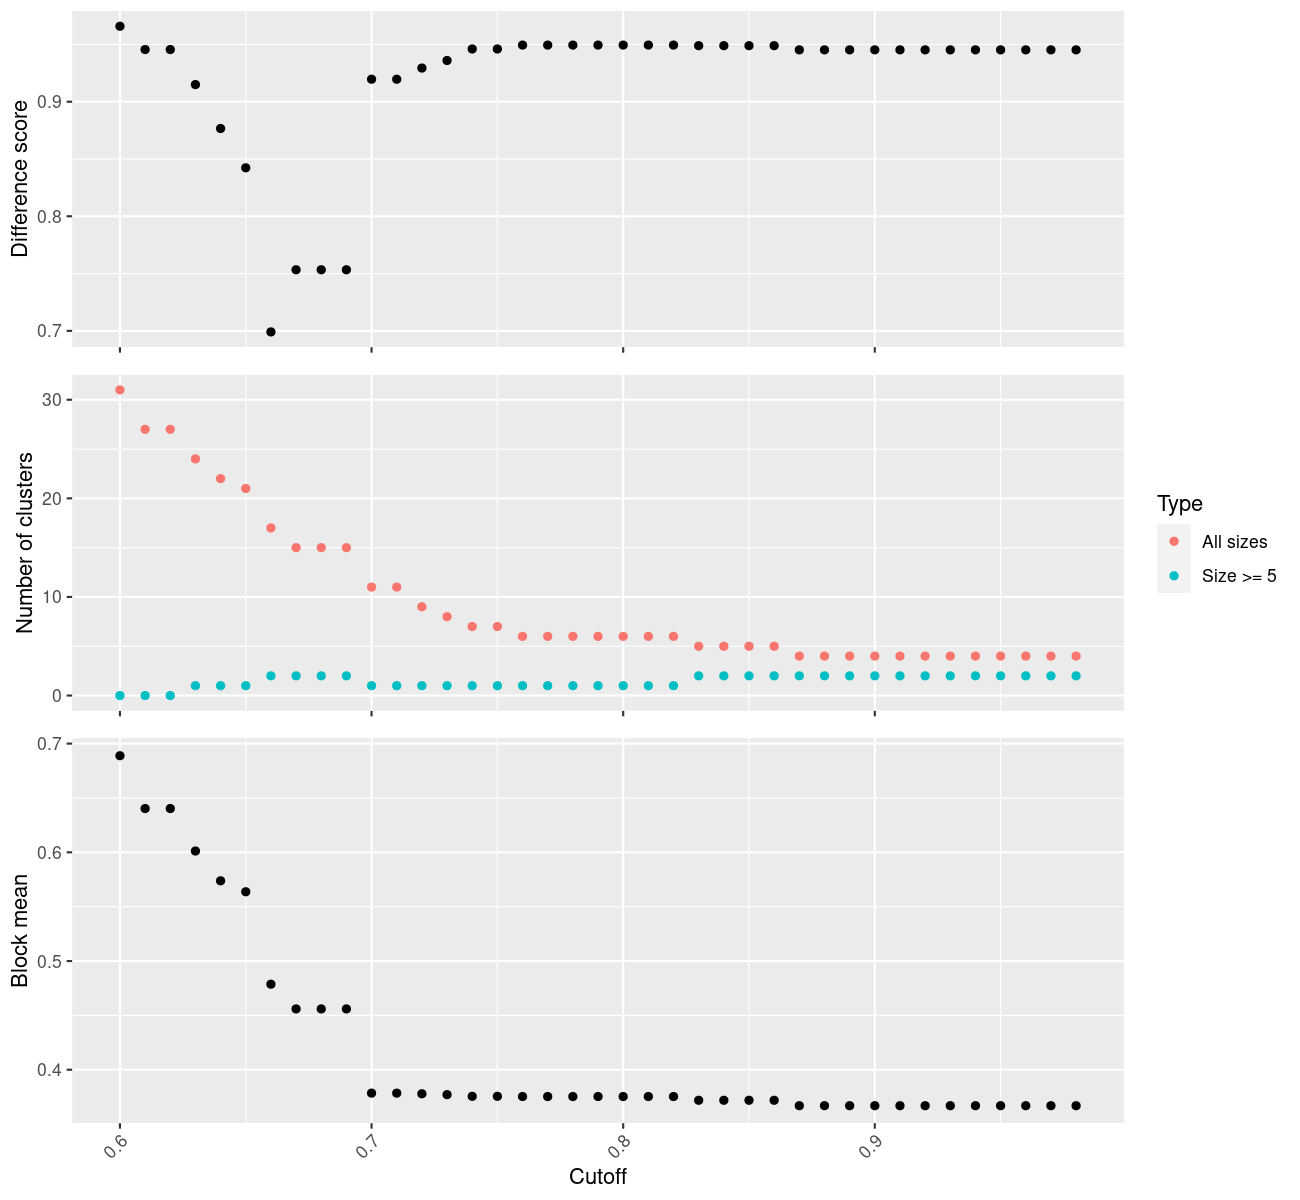 Difference score
0.9
0.8
0.7
Number of clusters
30
20
10
0
Type
All sizes
Size >= 5
Block mean
0.7
0.6
0.5
0.4
0.6
0.7
0.8
0.9
Cutoff